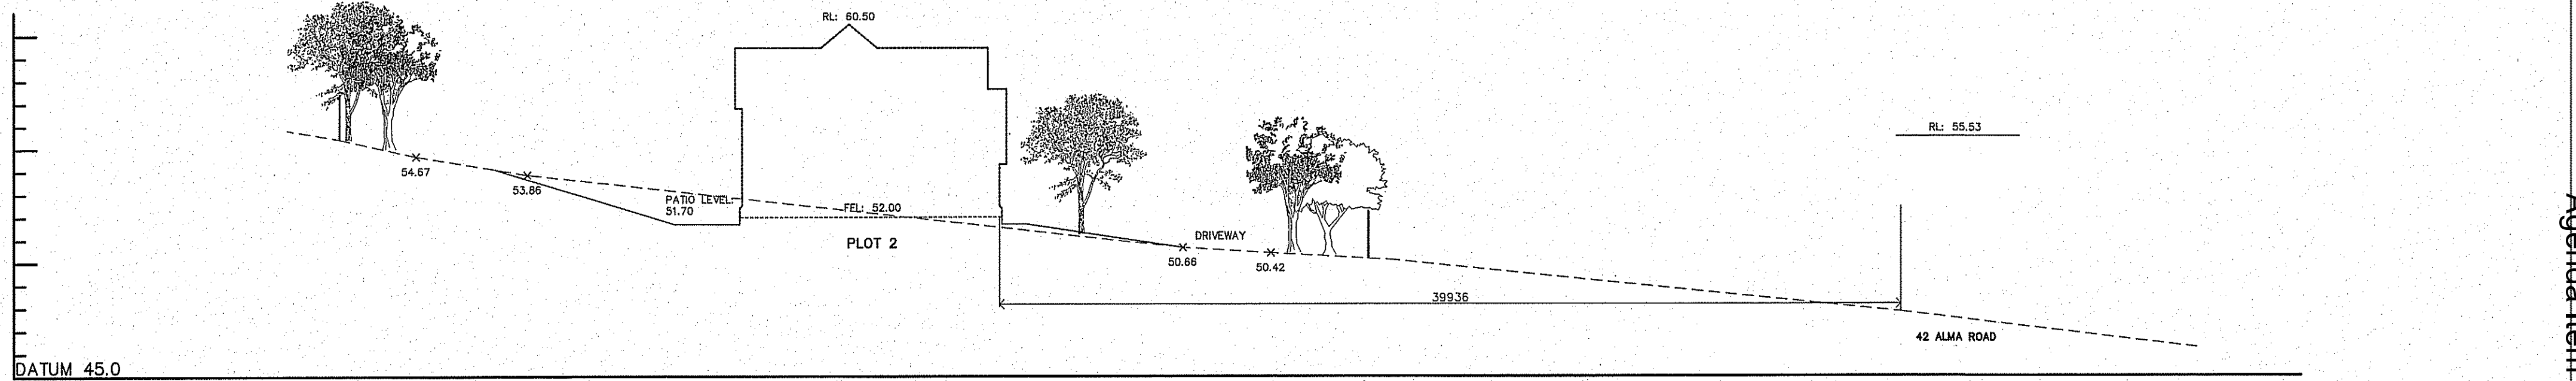 RL: 60.50
RL: 55.53
54.67
53.86
PATIO LEVEL:
51.70
FFL: 52.00
PLOT 2
DRIVEWAY
50.66
50.42
39936
42 ALMA ROAD
DATUM 45.0